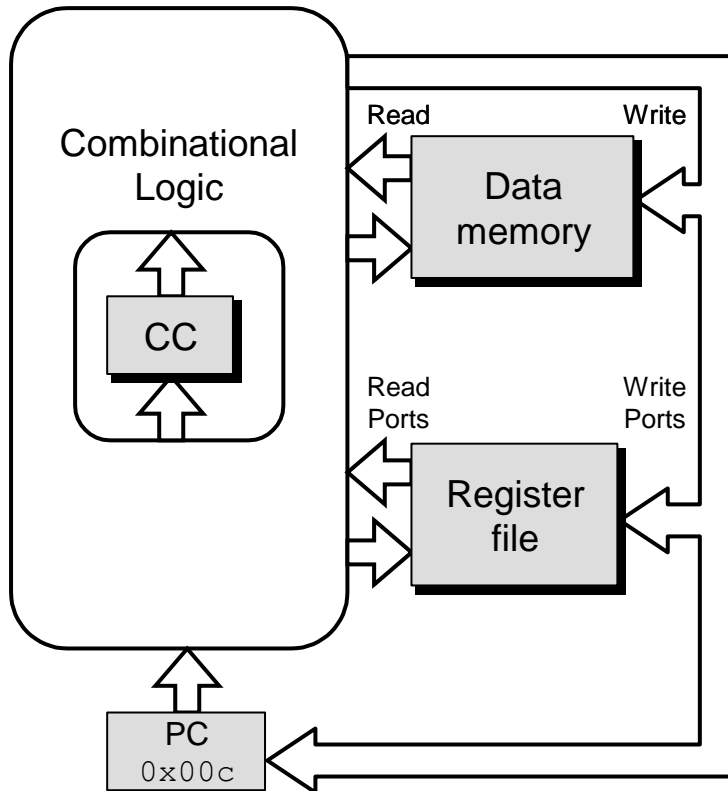 Combinational
Logic
CC
Read
Write
Data
memory
Read
Ports
Write
Ports
Register
file
PC
0x00c